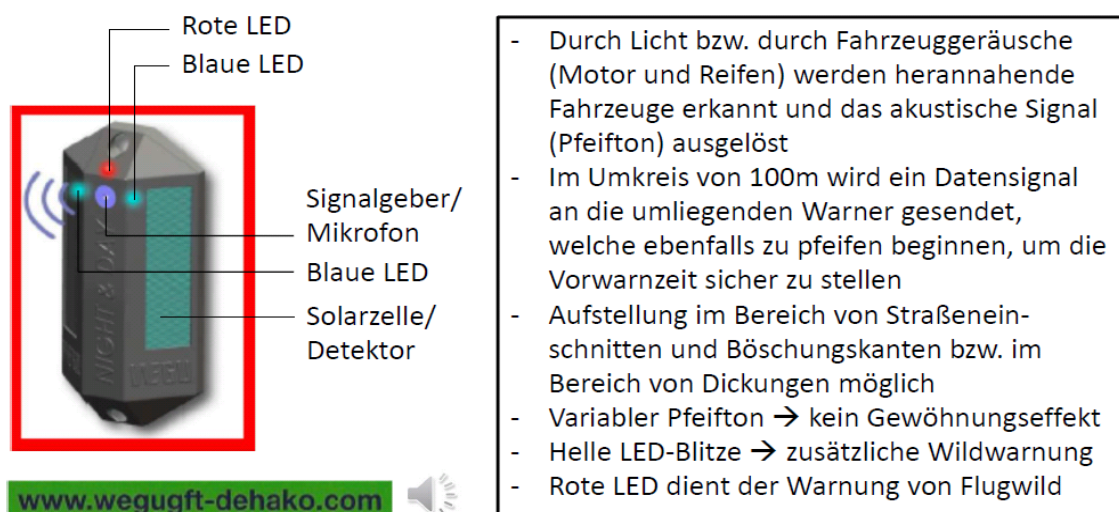 Rote LED
Blaue LED
Signalgeber/
Mikrofon
Blaue LED
Solarzelle/
Detektor
NIGHT & DAY
WEGU
www.wegugft-dehako.com
- Durch Licht bzw. durch Fahrzeuggeräusche
(Motor und Reifen) werden herannahende
Fahrzeuge erkannt und das akustische Signal
(Pfeifton) ausgelöst
- Im Umkreis von 100m wird ein Datensignal
an die umliegenden Warner gesendet,
welche ebenfalls zu pfeifen beginnen, um die
Vorwarnzeit sicher zu stellen
- Aufstellung im Bereich von Straßenein-
schnitten und Böschungskanten bzw. im
Bereich von Dickungen möglich
- Variabler Pfeifton → kein Gewöhnungseffekt
- Helle LED-Blitze → zusätzliche Wildwarnung
- Rote LED dient der Warnung von Flugwild